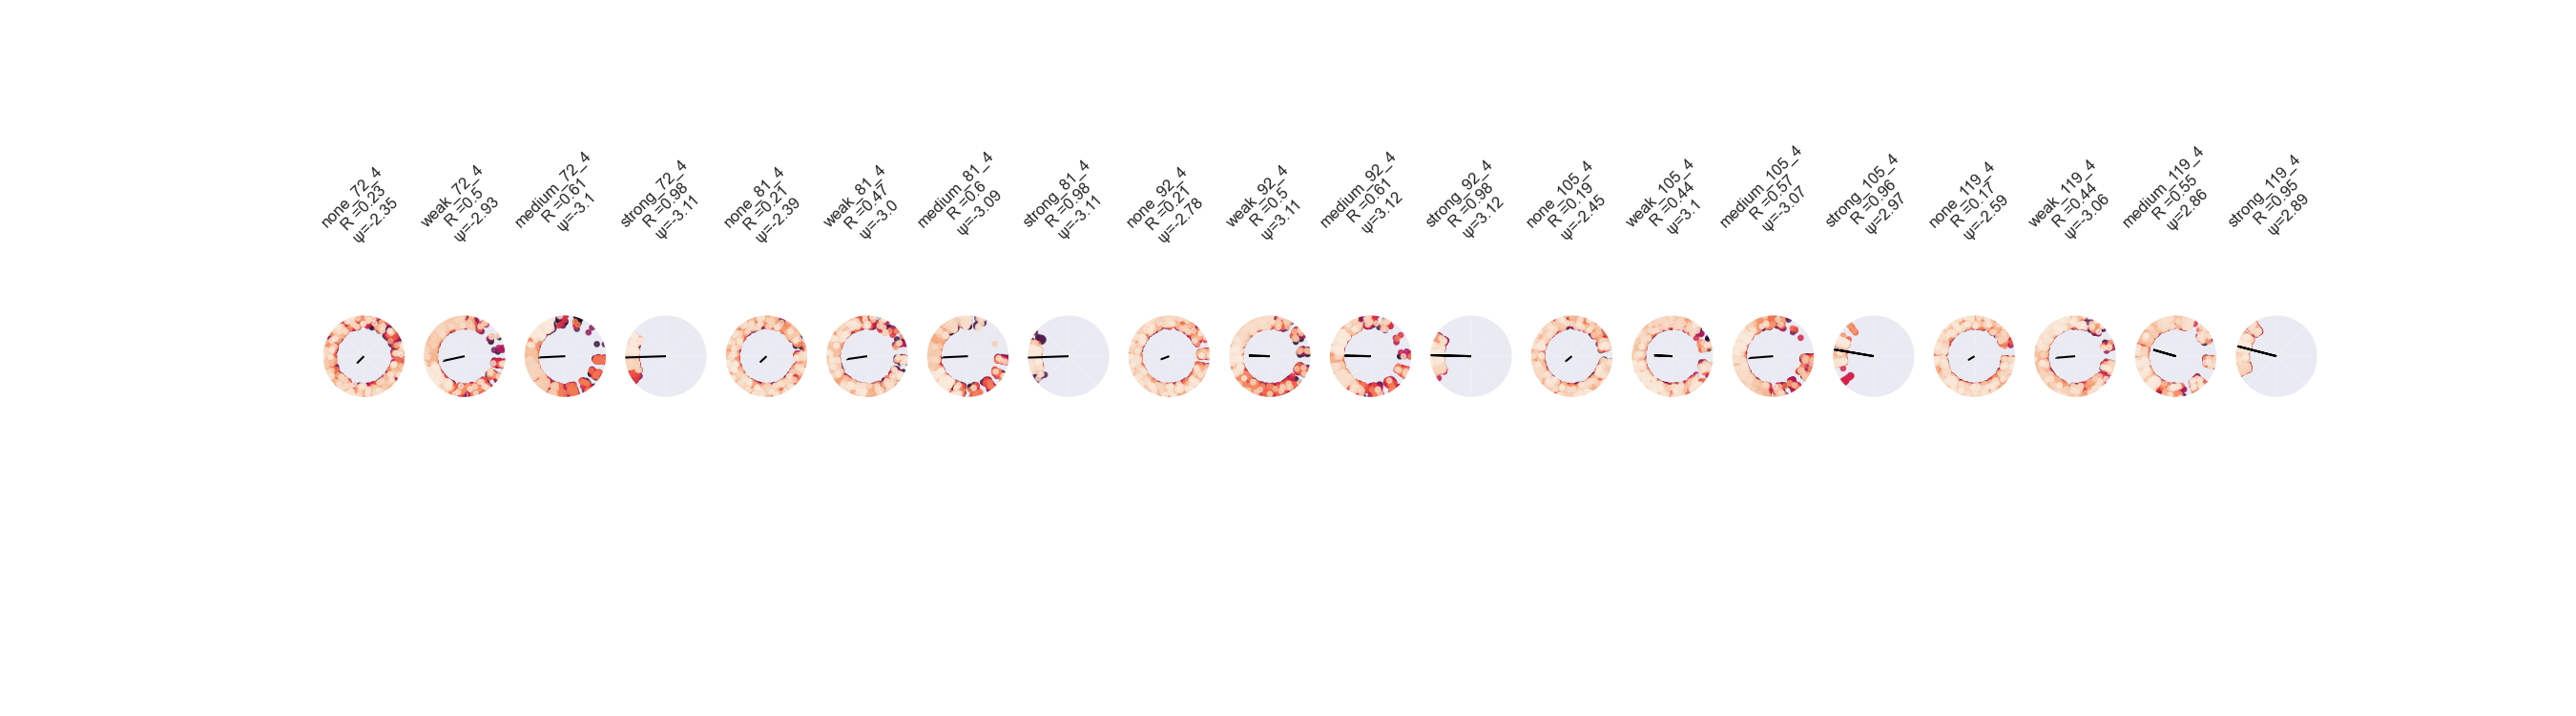 none_72_4
R =0.23
ψ=-2.35
weak_72_4
R =0.5
ψ=-2.93
medium_72_4
R =0.61
ψ=-3.1
strong_72_4
R =0.98
ψ=-3.11
none_81_4
R =0.21
ψ=-2.39
weak_81_4
R =0.47
ψ=-3.0
medium_81_4
R =0.6
ψ=-3.09
strong_81_4
R =0.98
ψ=-3.11
none_92_4
R =0.21
ψ=-2.78
weak_92_4
R =0.5
ψ=3.11
medium_92_4
R =0.61
ψ=3.12
strong_92_4
R =0.98
ψ=3.12
none_105_4
R =0.19
ψ=-2.45
weak_105_4
R =0.44
ψ=3.1
medium_105_4
R =0.57
ψ=-3.07
strong_105_4
R =0.96
ψ=2.97
none_119_4
R =0.17
ψ=-2.59
weak_119_4
R =0.44
ψ=-3.06
medium_119_4
R =0.55
ψ=2.86
strong_119_4
R =0.95
ψ=2.89